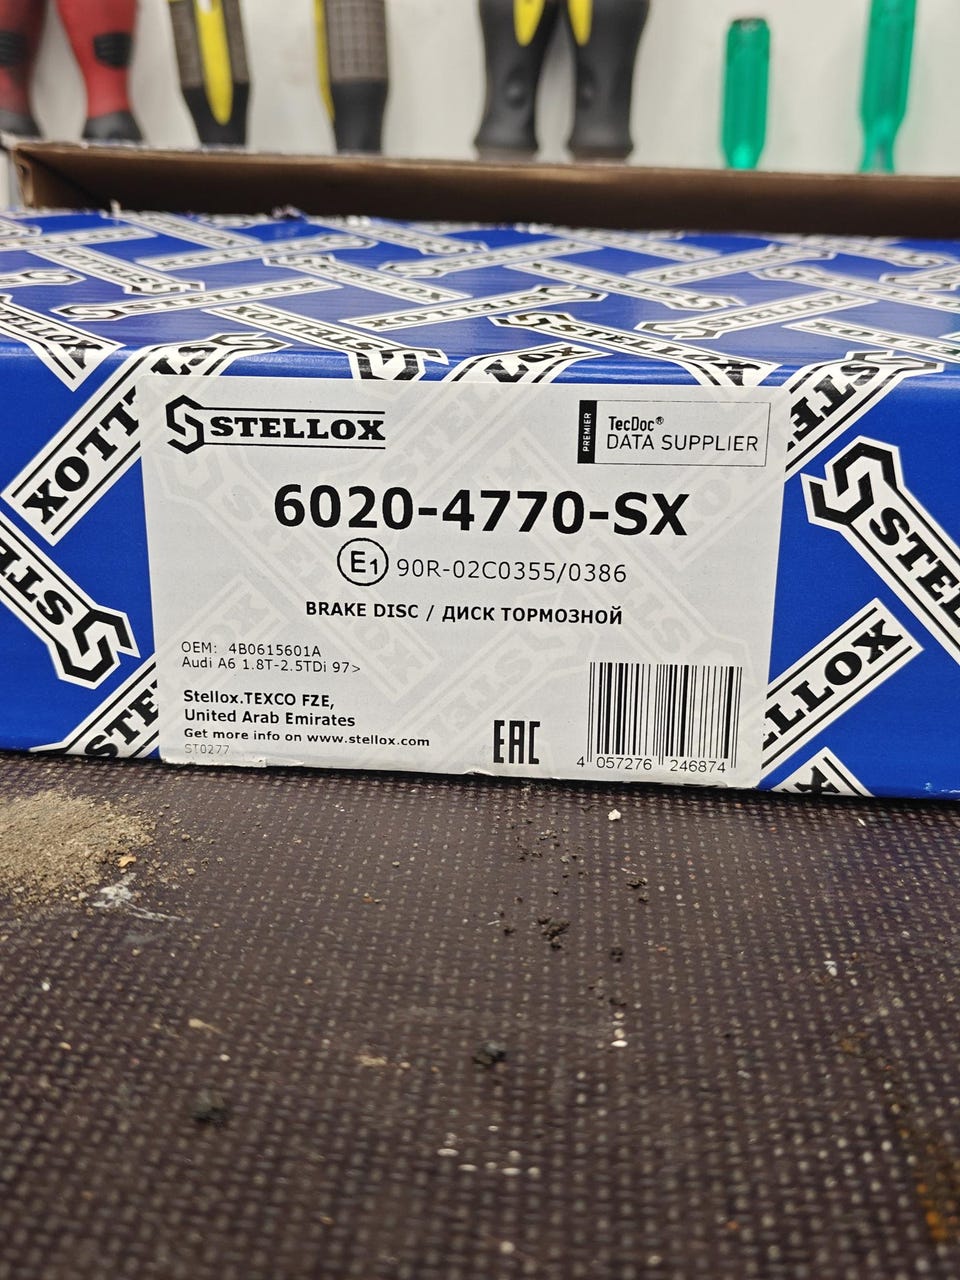 STELLOX
PREMIER
TecDoc®
DATA SUPPLIER
6020-4770-SX
E1 90R-02C0355/0386
BRAKE DISC / ДИСК ТОРМОЗНОЙ
OEM: 4B0615601A
Audi A6 1.8T-2.5TDi 97>
Stellox.TEXCO FZE,
United Arab Emirates
Get more info on www.stellox.com
ST0277
EAC
4 057276 246874
STELLOX
STELLOX